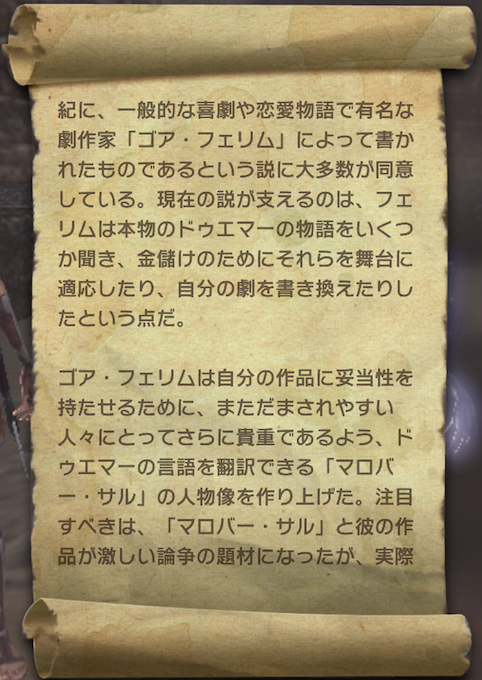 紀に、一般的な喜劇や恋愛物語で有名な
劇作家「ゴア・フェリム」によって書か
れたものであるという説に大多数が同意
している。現在の説が支えるのは、フェ
リムは本物のドゥエマーの物語をいくつ
か聞き、金儲けのためにそれらを舞台に
適応したり、自分の劇を書き換えたりし
たという点だ。
ゴア・フェリムは自分の作品に妥当性を
持たせるために、まただまされやすい
人々にとってさらに貴重であるよう、ド
ゥエマーの言語を翻訳できる「マロバ
ー・サル」の人物像を作り上げた。注目
すべきは、「マロバー・サル」と彼の作
品が激しい論争の題材になったが、実際